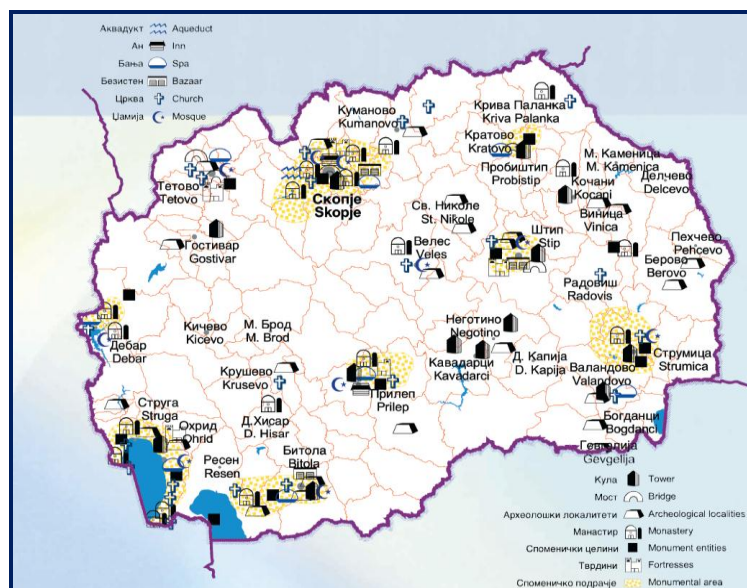 Аквадукт Aqueduct
Ан Inn
Бања Spa
Безистен Bazaar
Црква Church
Џамија Mosque
Куманово
Kumanovo
Крива Паланка
Kriva Palanka
Кратово
Kratovo
Пробиштип
Probistip
М. Каменица
M. Kamenica
Делчево
Delcevo
Кочани
Kocani
Виница
Vinica
Тетово
Tetovo
Скопје
Skopje
Св. Николе
St. Nikole
Штип
Stip
Пехчево
Pehcevo
Берово
Berovo
Гостивар
Gostivar
Велес
Veles
Радовиш
Radovis
Дебар
Debar
Кичево
Kicevo
М. Брод
M. Brod
Неготино
Negotino
Кавадарци
Kavadarci
Д. Капија
D. Kapija
Струмица
Strumica
Валандово
Valandovo
Крушево
Krusevo
Прилеп
Prilep
Струга
Struga
Охрид
Ohrid
Д.Хисар
D. Hisar
Богданци
Bogdanci
Гевгелија
Gevgelija
Ресен
Resen
Битола
Bitola
Кула Tower
Мост Bridge
Археолошки локалитети Archeological localities
Манастир Monastery
Споменички целини Monument entities
Тврдини Fortresses
Споменичко подрачје Monumental area